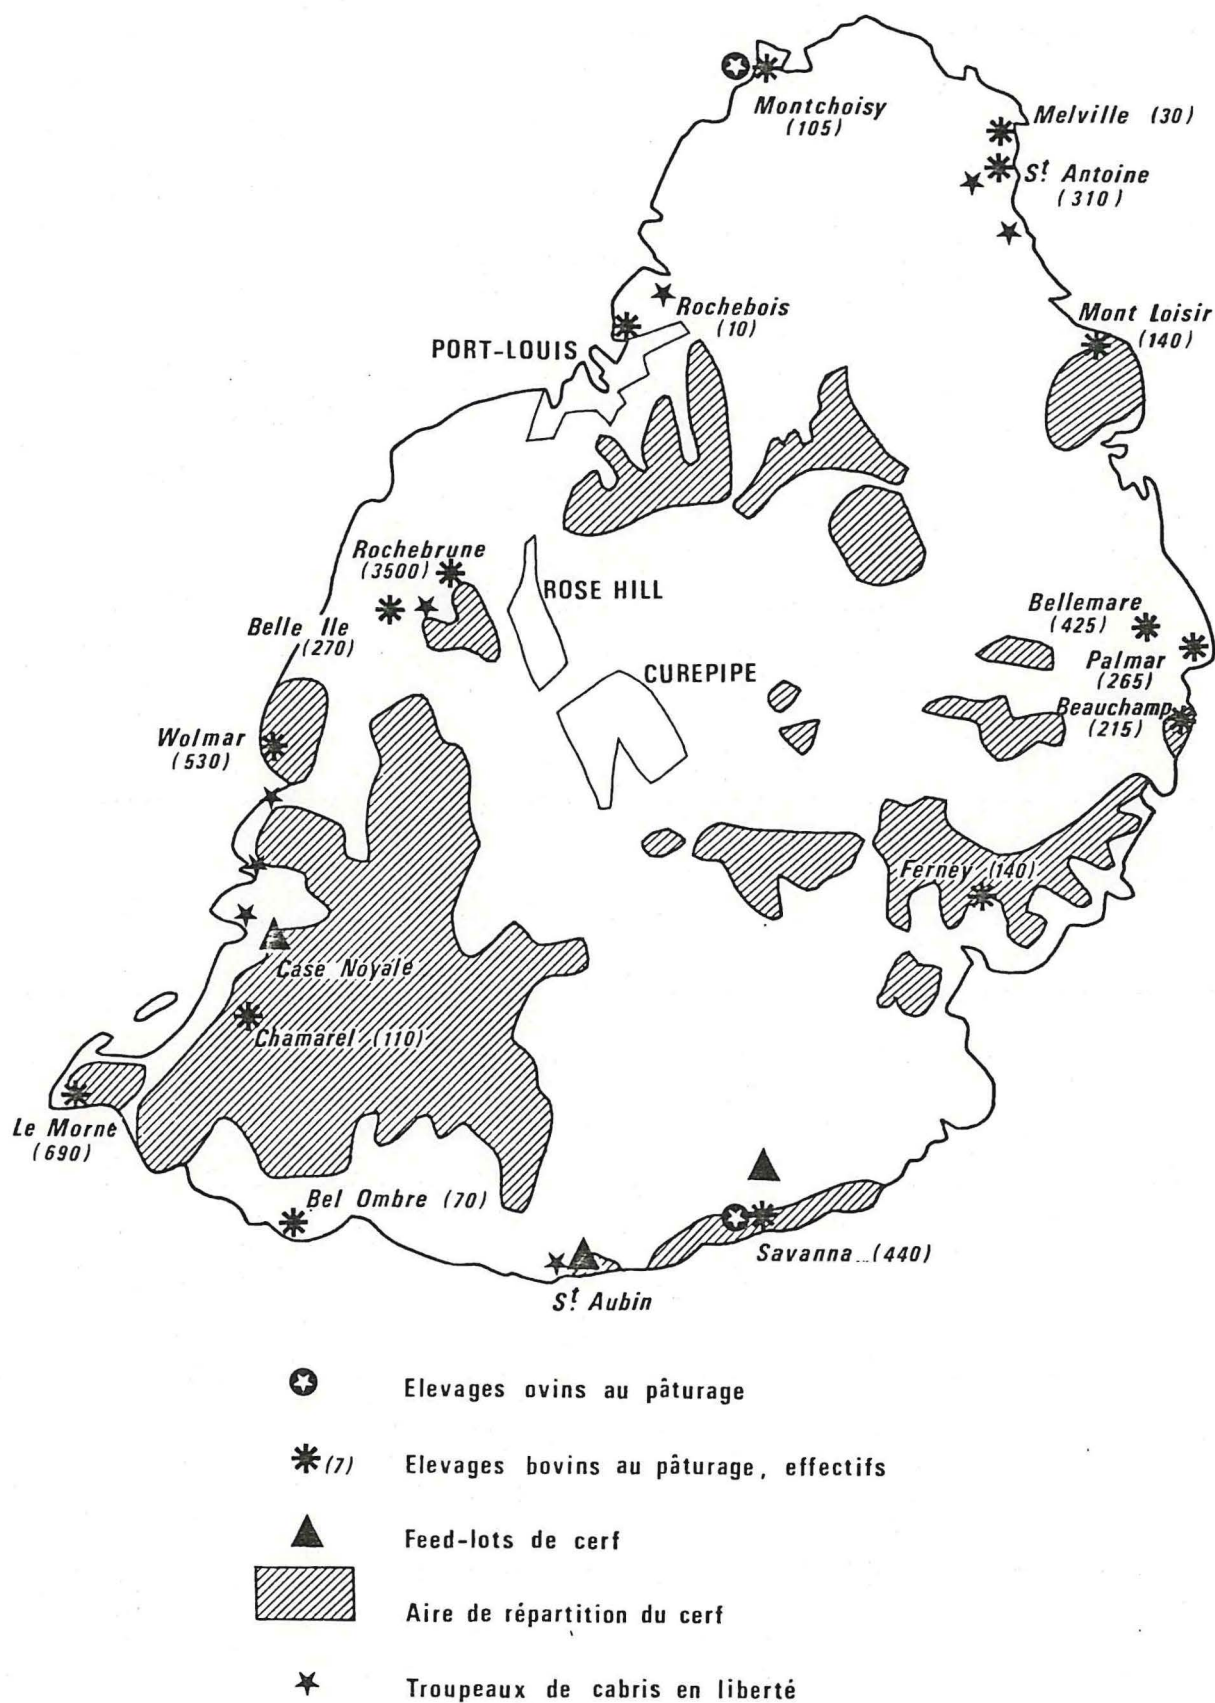 Montchoisy
(105)
Melville (30)
St. Antoine
(310)
Rochebois
(10)
Mont Loisir
(140)
PORT-LOUIS
Rochebrune
(3500)
ROSE HILL
Belle Ile
(270)
Bellemare
(425)
Palmar
(265)
CUREPIPE
Beauchamp
(215)
Wolmar
(530)
Ferney (140)
Case Noyale
Chamarel (110)
Le Morne
(690)
Bel Ombre (70)
Savanna...(440)
St. Aubin
Elevages ovins au pâturage
(7) Elevages bovins au pâturage, effectifs
Feed-lots de cerf
Aire de répartition du cerf
Troupeaux de cabris en liberté